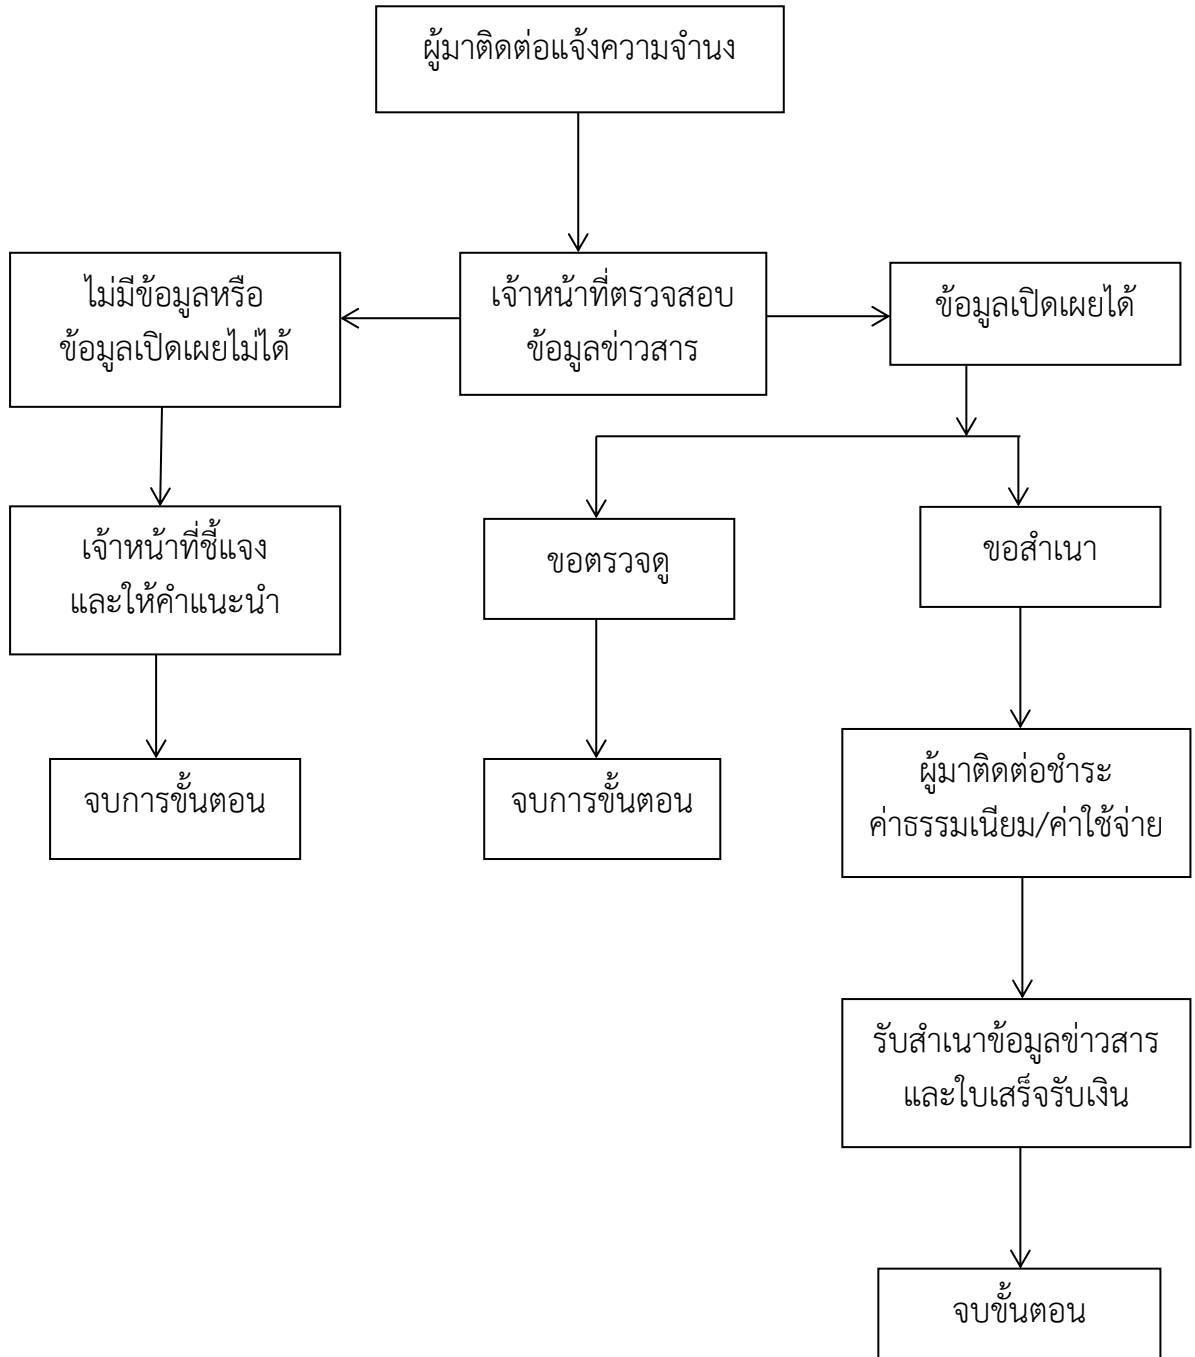 ผู้มาติดต่อแจ้งความจำนง
ไม่มีข้อมูลหรือ
ข้อมูลเปิดเผยไม่ได้
เจ้าหน้าที่ตรวจสอบ
ข้อมูลข่าวสาร
ข้อมูลเปิดเผยได้
เจ้าหน้าที่ชี้แจง
และให้คำแนะนำ
ขอตรวจดู
ขอสำเนา
จบการขั้นตอน
จบการขั้นตอน
ผู้มาติดต่อชำระ
ค่าธรรมเนียม/ค่าใช้จ่าย
รับสำเนาข้อมูลข่าวสาร
และใบเสร็จรับเงิน
จบขั้นตอน